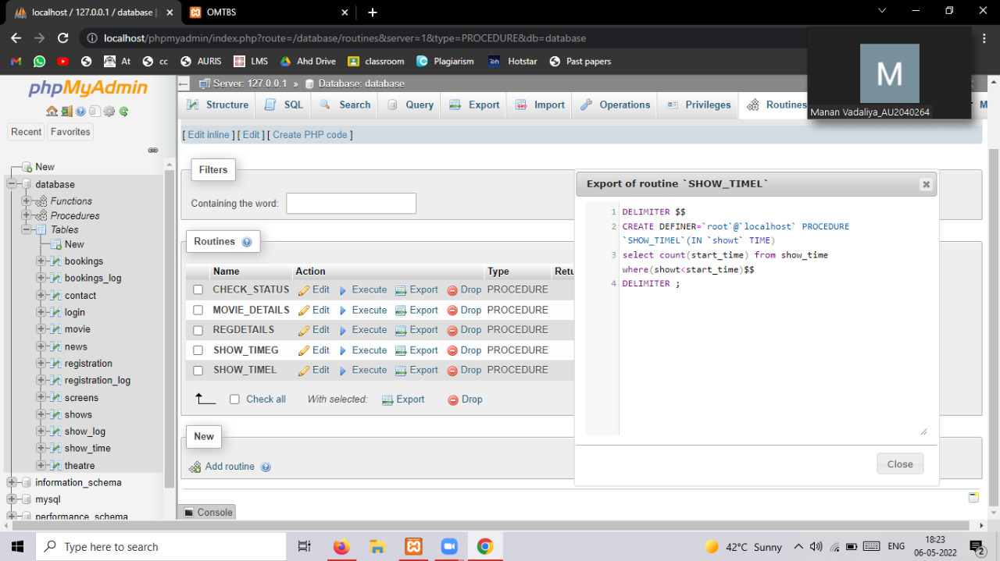 localhost / 127.0.0.1 / database |
OMTBS
localhost/phpmyadmin/index.php?route=/database/routines&server=1&type=PROCEDURE&db=database
At
cc
AURIS
LMS
Ahd Drive
classroom
Plagiarism
Hotstar
Past papers
M
Manan Vadaliya_AU2040264
phpMyAdmin
Recent
Favorites
New
database
Functions
Procedures
Tables
New
bookings
bookings_log
contact
login
movie
news
registration
registration_log
screens
shows
show_log
show_time
theatre
information_schema
mysql
performance_schema
Server: 127.0.0.1 » Database: database
Structure
SQL
Search
Query
Export
Import
Operations
Privileges
Routines
M
[ Edit inline ] [ Edit ] [ Create PHP code ]
Filters
Containing the word:
Routines
Name Action Type Retu
CHECK_STATUS Edit Execute Export Drop PROCEDURE
MOVIE_DETAILS Edit Execute Export Drop PROCEDURE
REGDETAILS Edit Execute Export Drop PROCEDURE
SHOW_TIMEG Edit Execute Export Drop PROCEDURE
SHOW_TIMEL Edit Execute Export Drop PROCEDURE
Check all With selected: Export Drop
New
Add routine
Console
Export of routine `SHOW_TIMEL`
1 DELIMITER $$
2 CREATE DEFINER=`root`@`localhost` PROCEDURE
`SHOW_TIMEL`(IN `showt` TIME)
3 select count(start_time) from show_time
where(showt<start_time)$$
4 DELIMITER ;
Close
Type here to search
42°C Sunny
ENG
18:23
06-05-2022
2